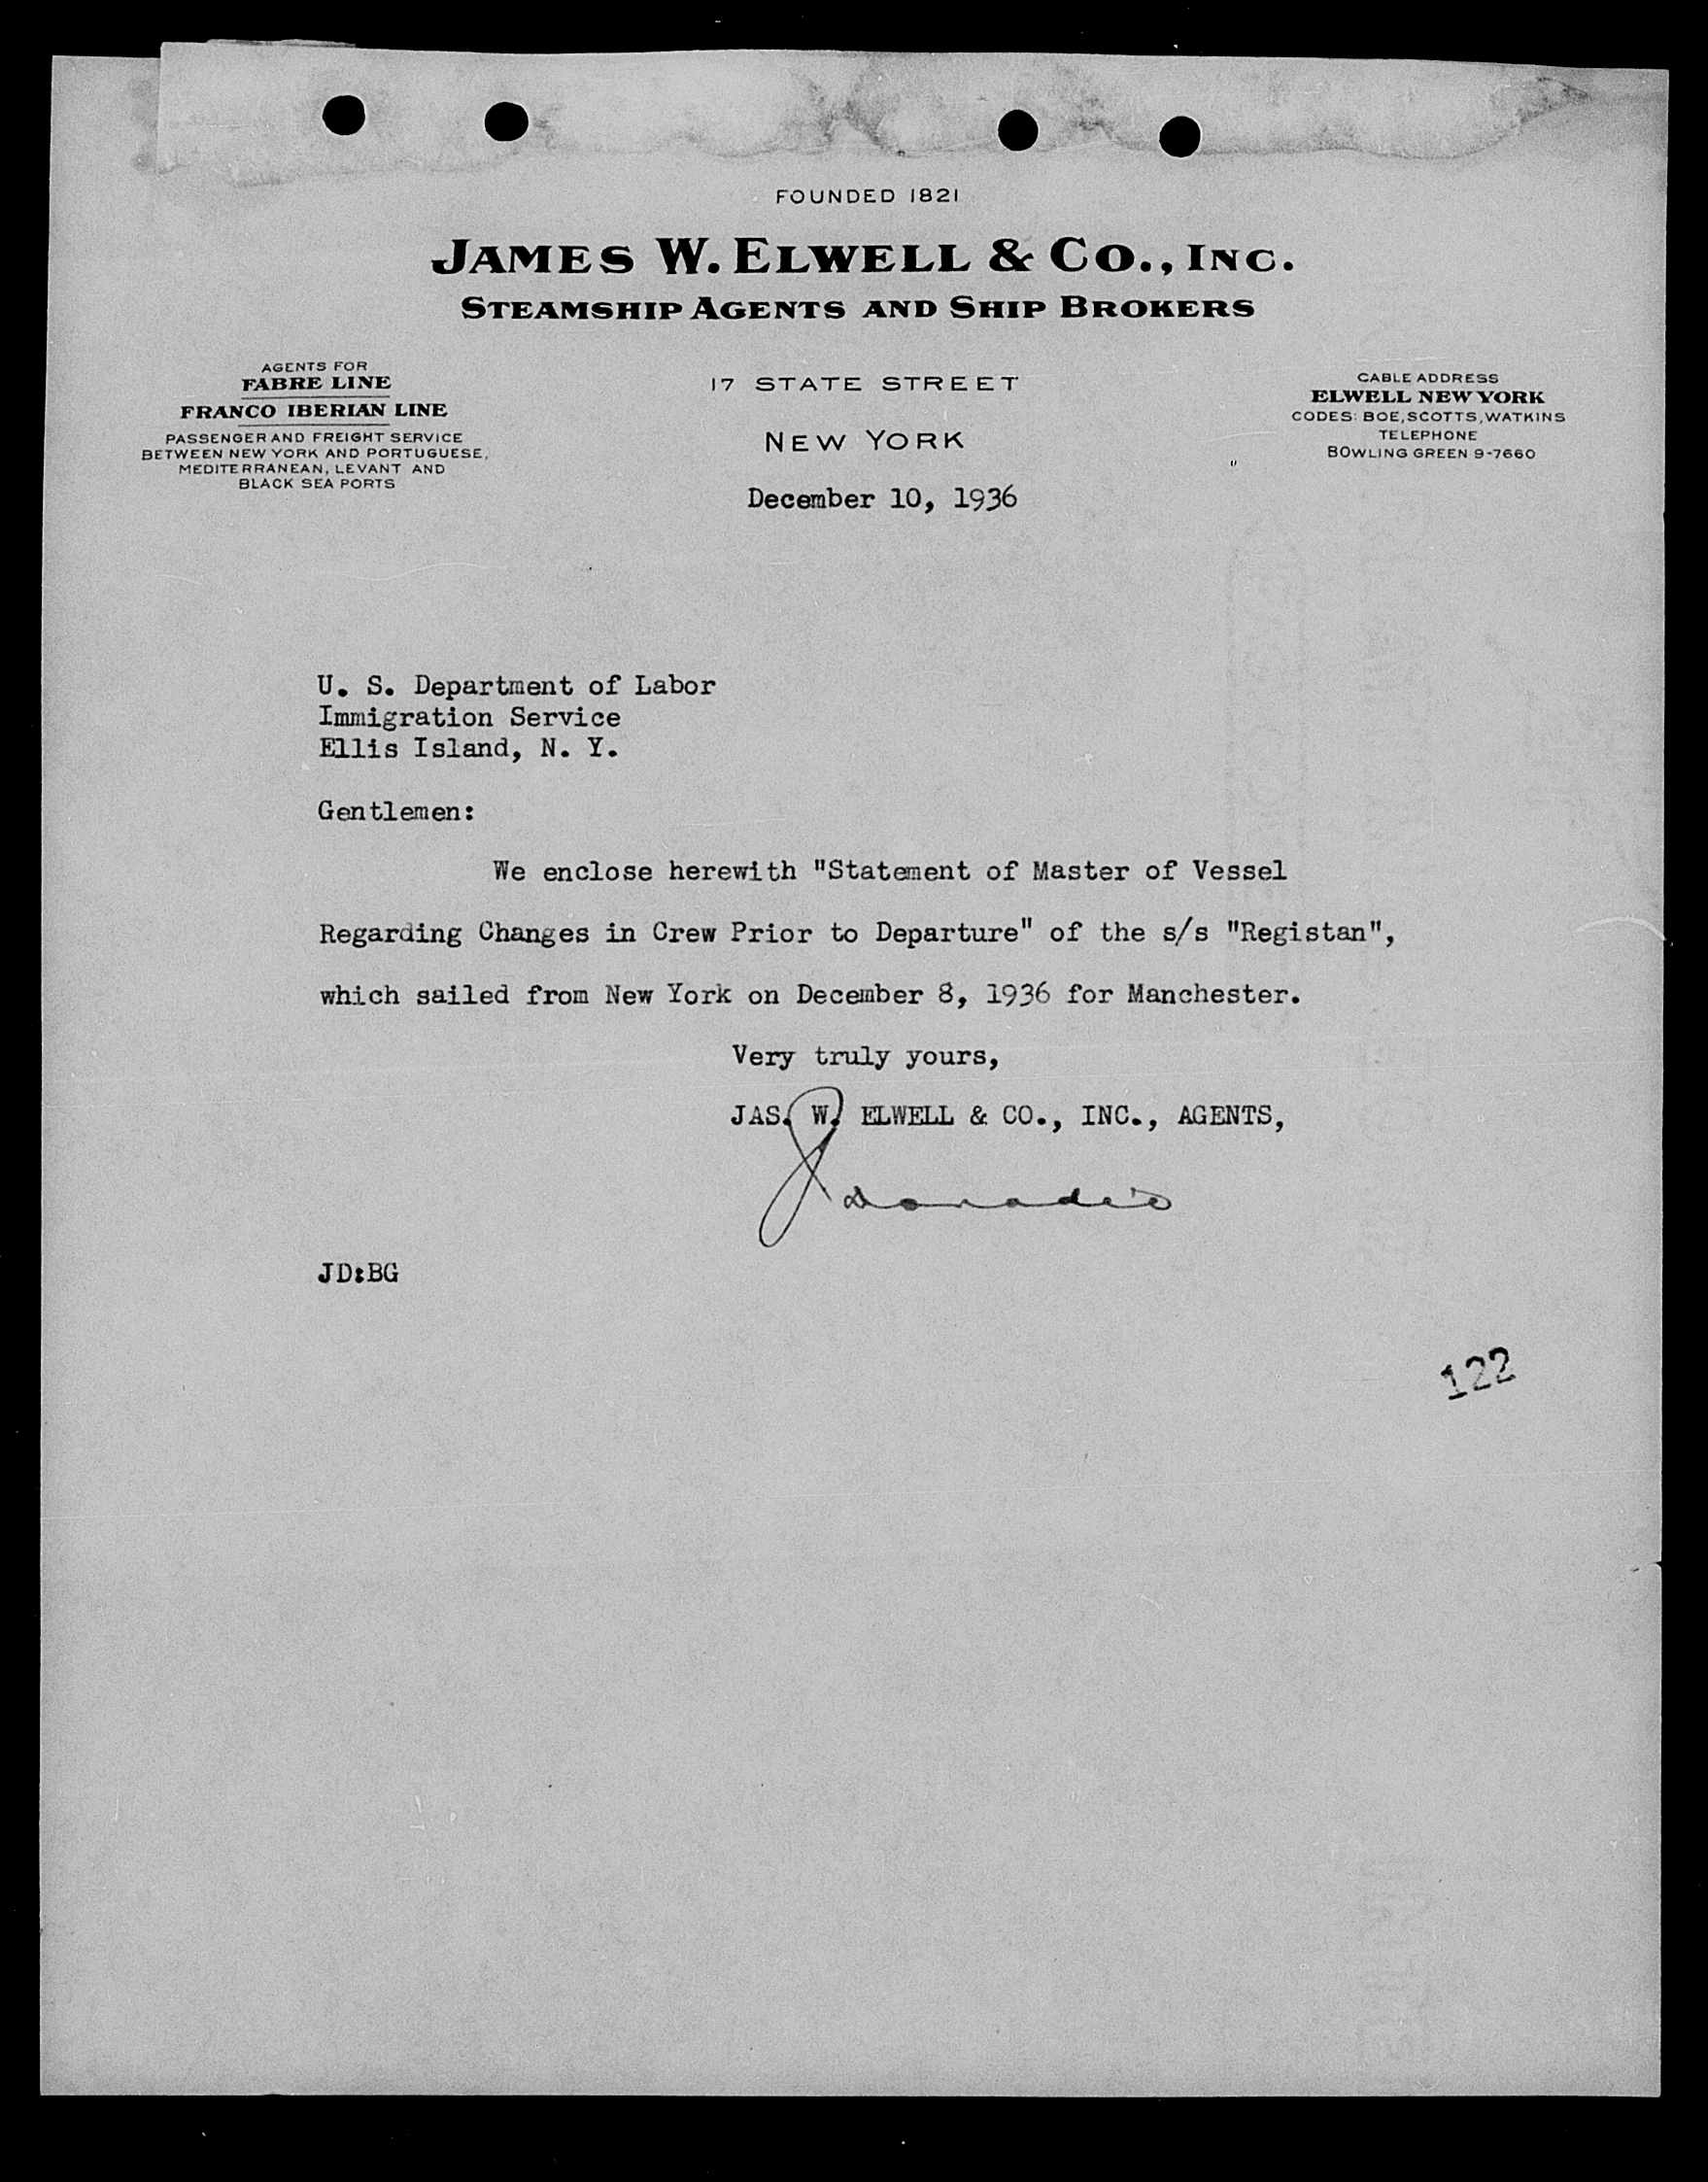 FOUNDED 1821
JAMES W. ELWELL & CO., INC.
STEAMSHIP AGENTS AND SHIP BROKERS
AGENTS FOR
FABRE LINE
FRANCO IBERIAN LINE
PASSENGER AND FREIGHT SERVICE
BETWEEN NEW YORK AND PORTUGUESE,
MEDITERRANEAN, LEVANT AND
BLACK SEA PORTS
17 STATE STREET
NEW YORK
CABLE ADDRESS
ELWELL NEW YORK
CODES: BOE, SCOTTS, WATKINS
TELEPHONE
BOWLING GREEN 9-7660
December 10, 1936
U. S. Department of Labor
Immigration Service
Ellis Island, N. Y.
Gentlemen:
We enclose herewith "Statement of Master of Vessel
Regarding Changes in Crew Prior to Departure" of the s/s "Registan",
which sailed from New York on December 8, 1936 for Manchester.
Very truly yours,
JAS. W. ELWELL & CO., INC., AGENTS,
J Donadio
JD:BG
122